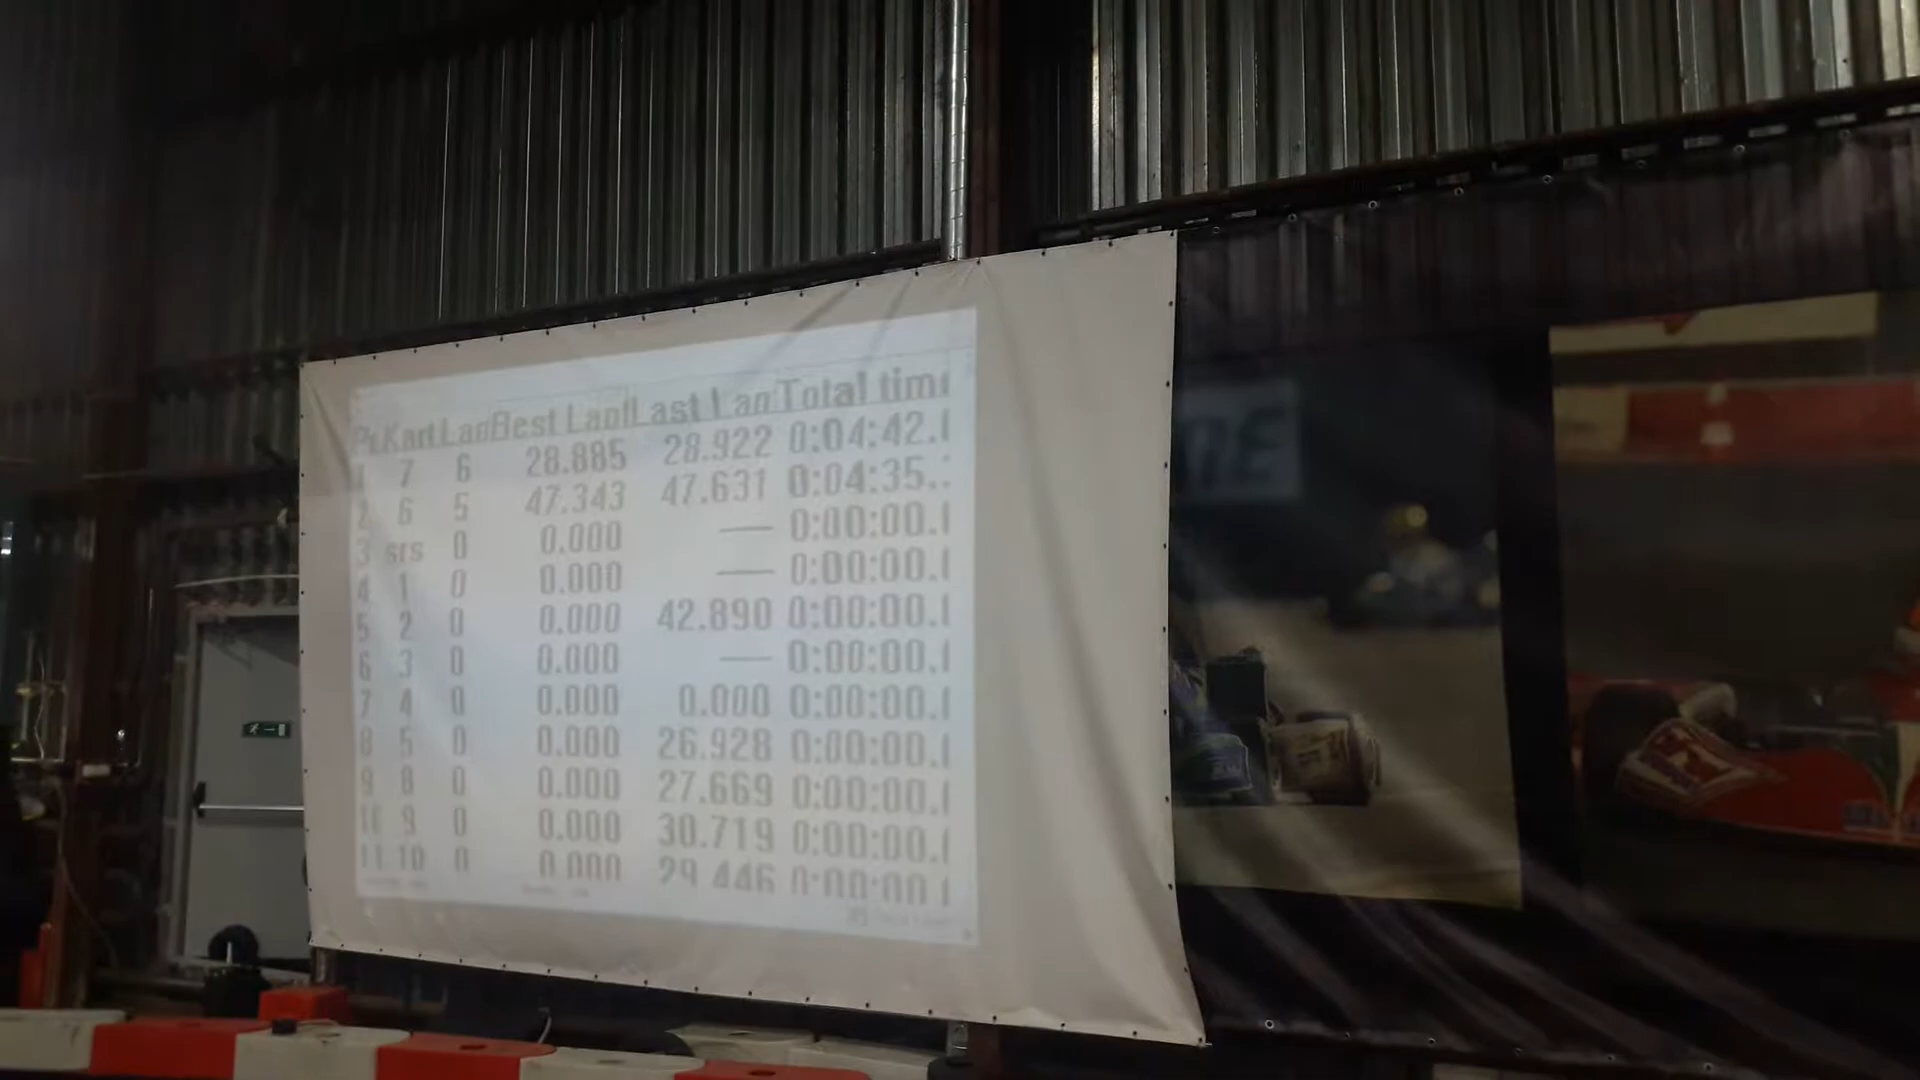 Kart Lap Best Lap Last Lap Total tim
1 7 6 28.885 28.922 0:04:42.
2 6 5 47.343 47.631 0:04:35.
3 srs 0 0.000 — 0:00:00.
4 1 0 0.000 — 0:00:00.
5 2 0 0.000 42.890 0:00:00.
6 3 0 0.000 — 0:00:00.
7 4 0 0.000 0.000 0:00:00.
8 5 0 0.000 26.928 0:00:00.
9 8 0 0.000 27.669 0:00:00.
10 9 0 0.000 30.719 0:00:00.
11 10 0 0.000 29.446 0:00:00.